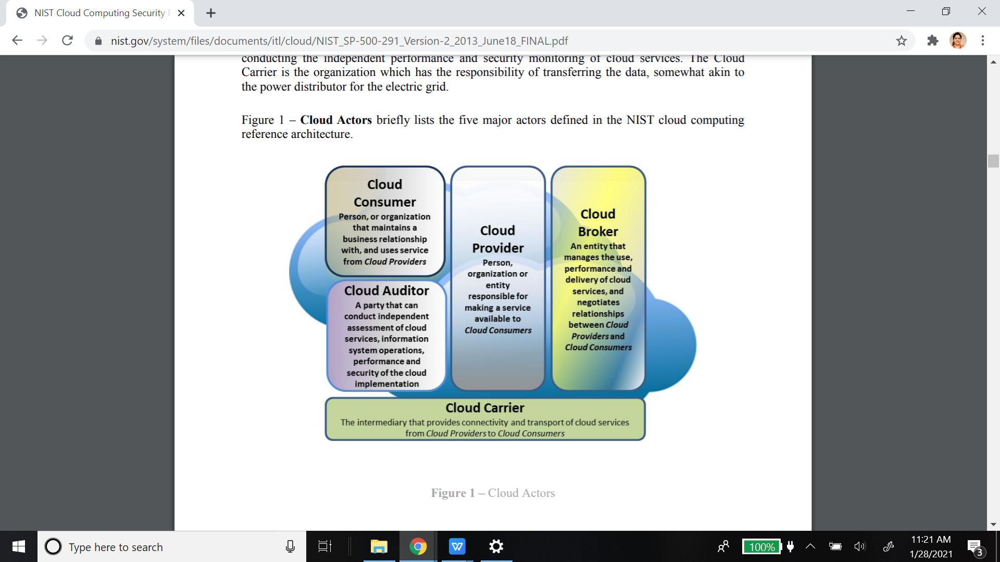 NIST Cloud Computing Security
nist.gov/system/files/documents/itl/cloud/NIST_SP-500-291_Version-2_2013_June18_FINAL.pdf
conducting the independent performance and security monitoring of cloud services. The Cloud
Carrier is the organization which has the responsibility of transferring the data, somewhat akin to
the power distributor for the electric grid.
Figure 1 – Cloud Actors briefly lists the five major actors defined in the NIST cloud computing
reference architecture.
Cloud
Consumer
Person, or organization
that maintains a
business relationship
with, and uses service
from Cloud Providers
Cloud Auditor
A party that can
conduct independent
assessment of cloud
services, information
system operations,
performance and
security of the cloud
implementation
Cloud
Provider
Person,
organization or
entity
responsible for
making a service
available to
Cloud Consumers
Cloud
Broker
An entity that
manages the use,
performance and
delivery of cloud
services, and
negotiates
relationships
between Cloud
Providers and
Cloud Consumers
Cloud Carrier
The intermediary that provides connectivity and transport of cloud services
from Cloud Providers to Cloud Consumers
Figure 1 – Cloud Actors
Type here to search
W
100%
11:21 AM
1/28/2021
3